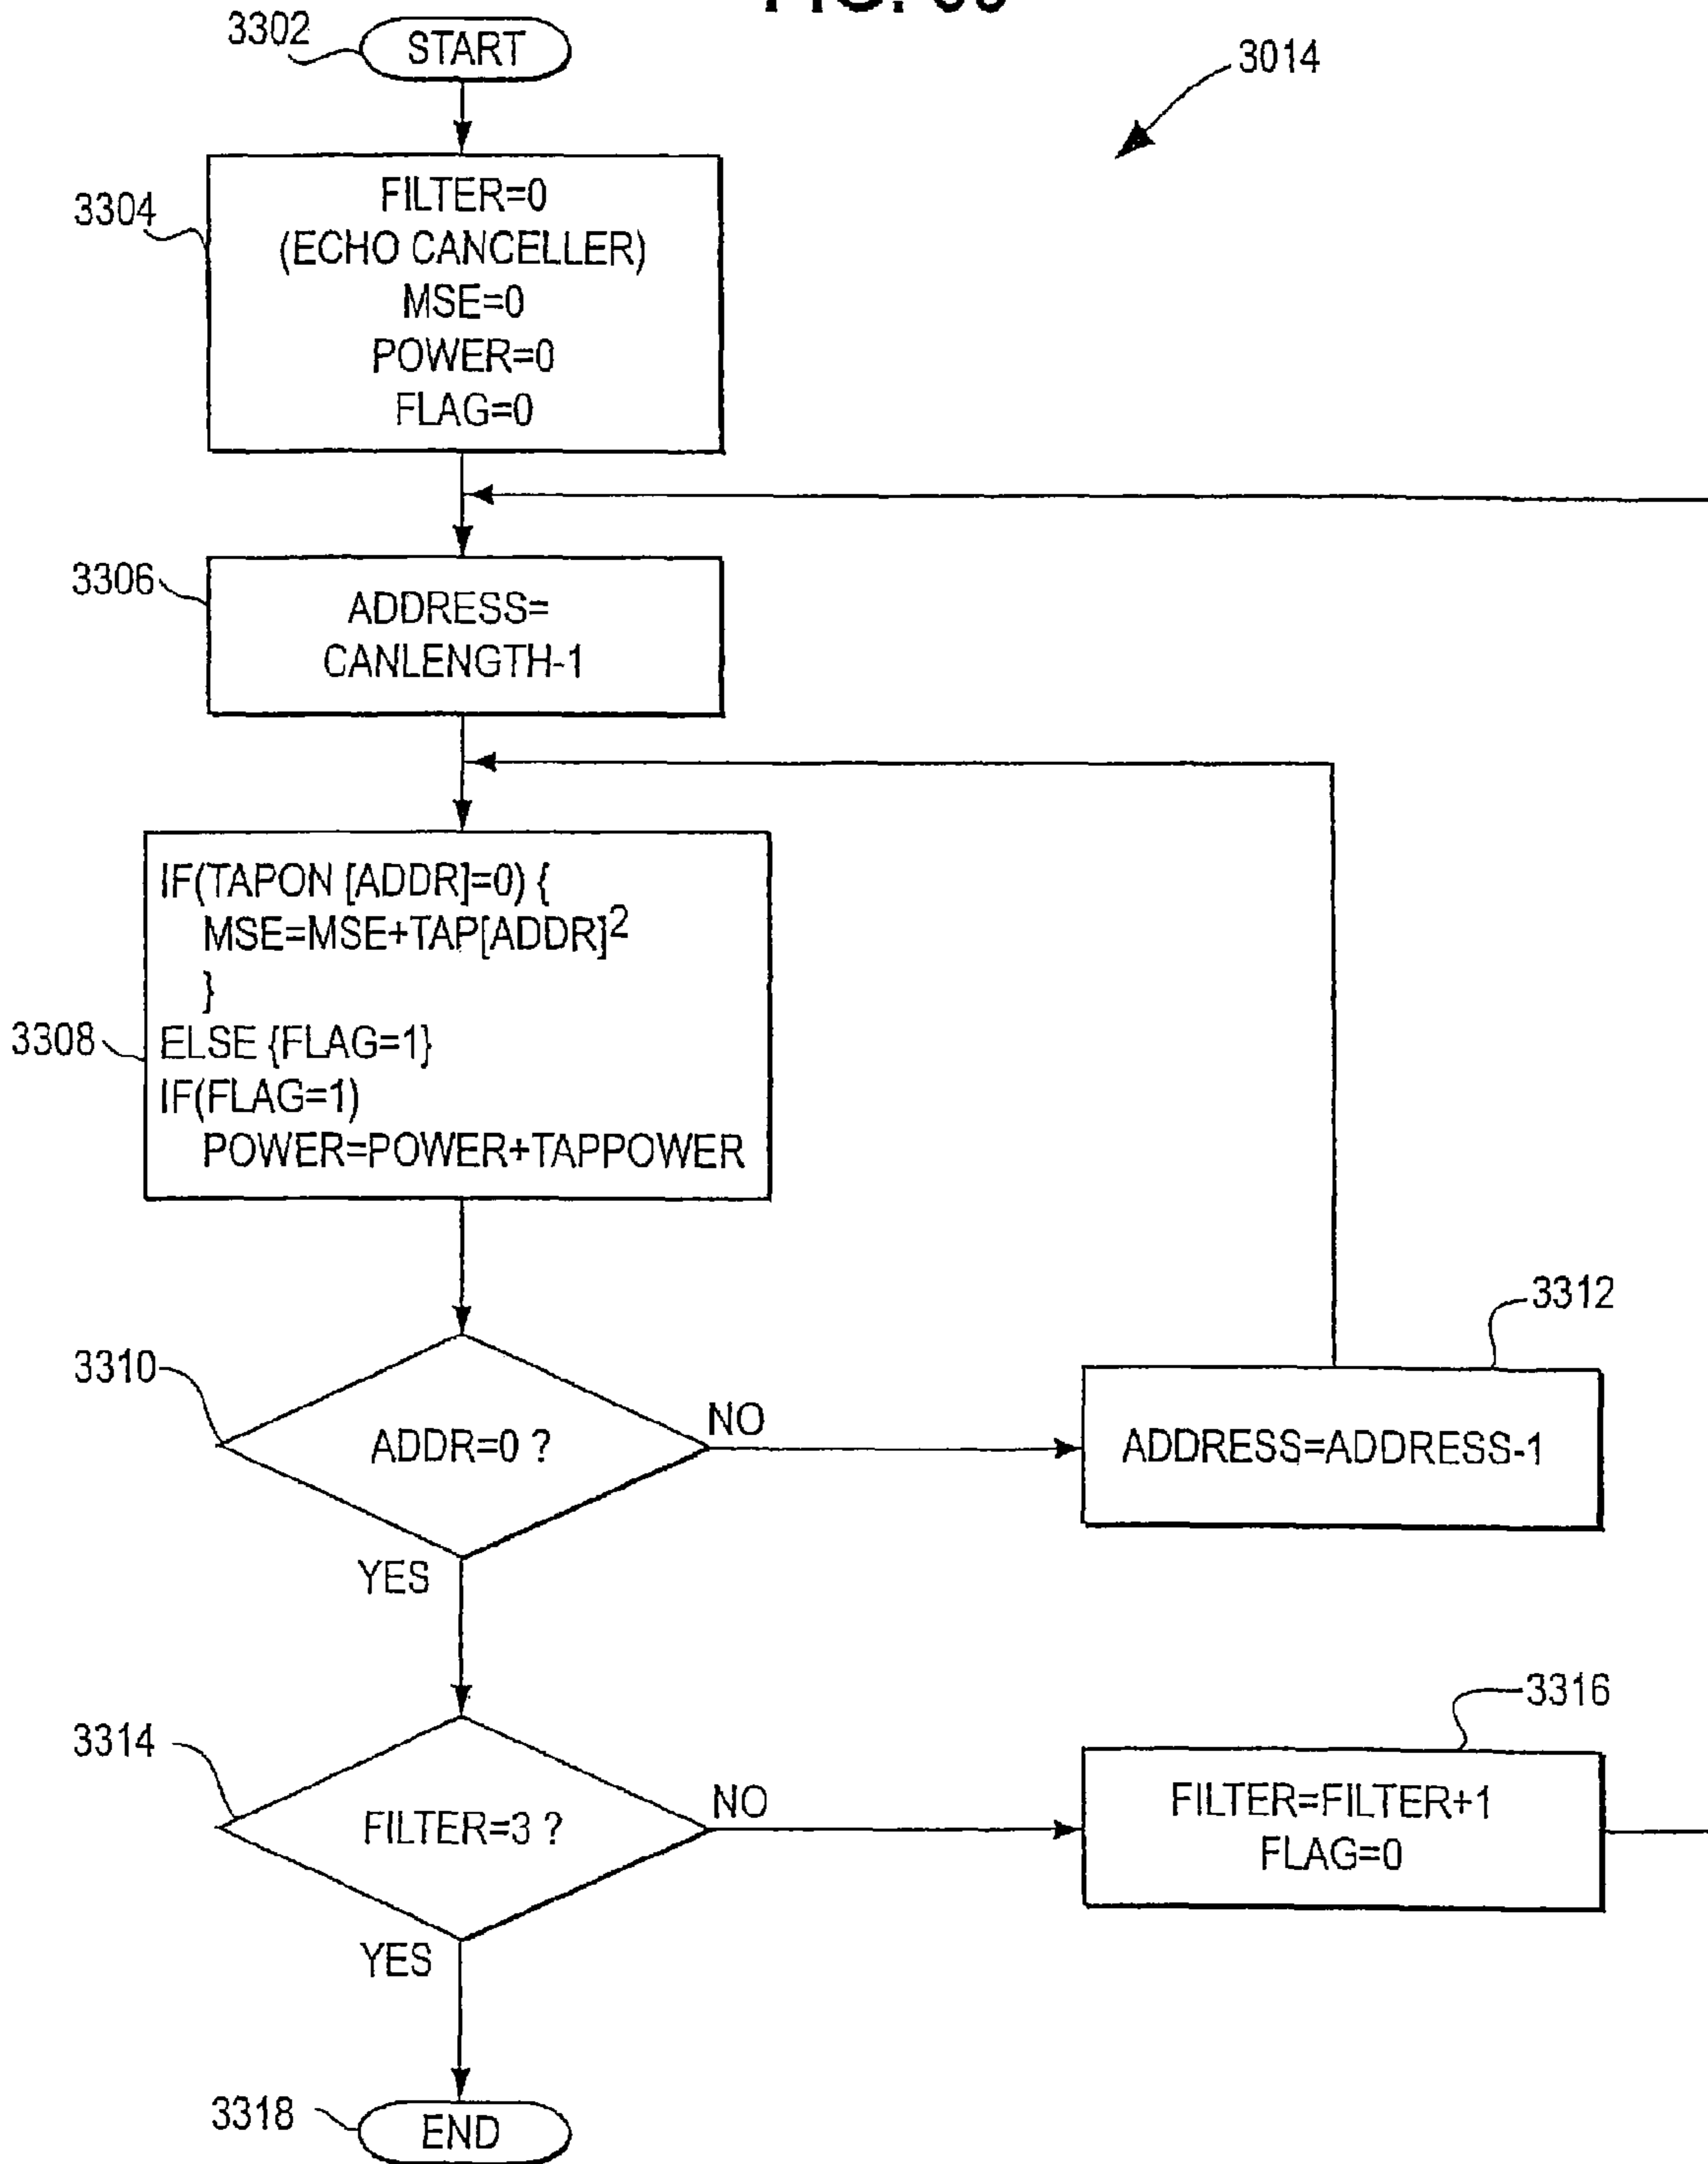 3302
START
3014
3304
FILTER=0
(ECHO CANCELLER)
MSE=0
POWER=0
FLAG=0
3306
ADDRESS=
CANLENGTH-1
3308
IF(TAPON [ADDR]=0) {
MSE=MSE+TAP[ADDR]²
}
ELSE {FLAG=1}
IF(FLAG=1)
POWER=POWER+TAPPOWER
3310
ADDR=0 ?
NO
YES
3312
ADDRESS=ADDRESS-1
3314
FILTER=3 ?
NO
YES
3316
FILTER=FILTER+1
FLAG=0
3318
END